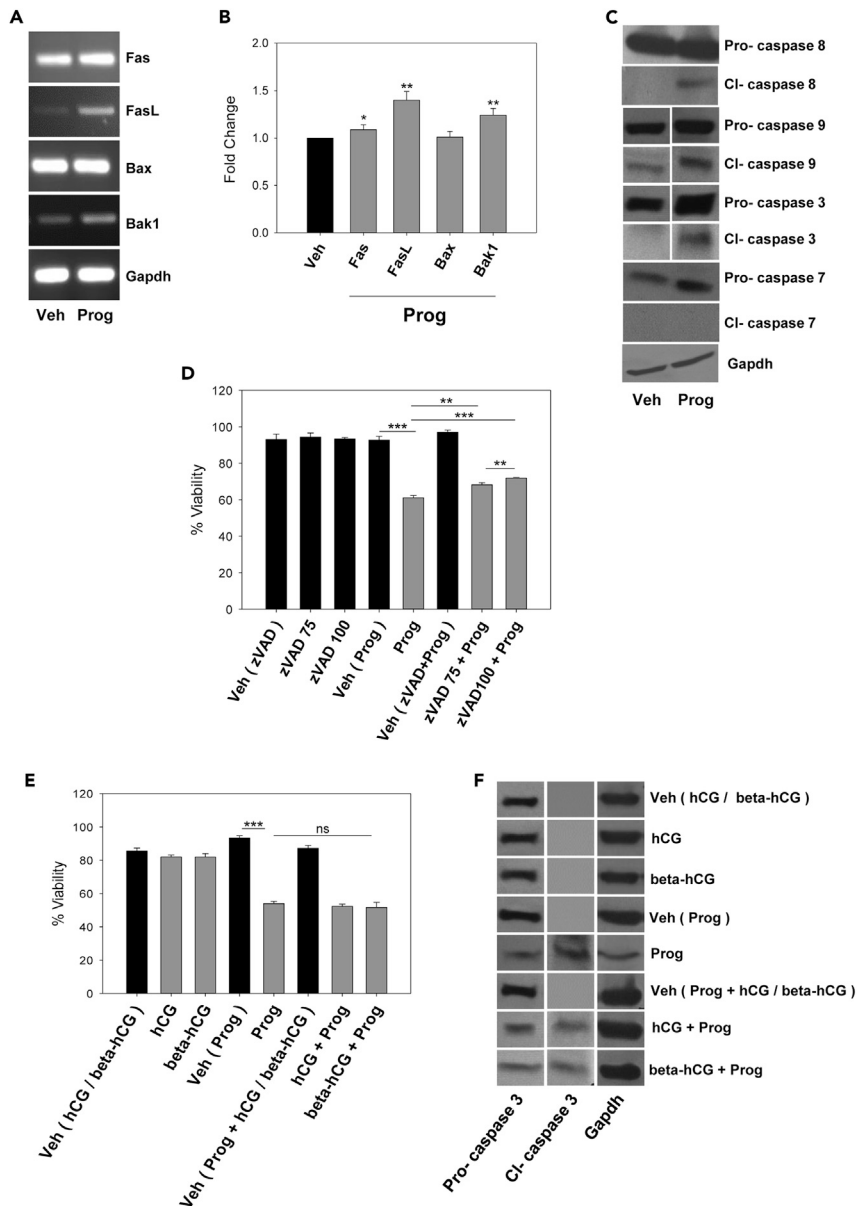 A
Fas
FasL
Bax
Bak1
Gapdh
Veh Prog
B
2.0
1.5
1.0
0.5
0.0
Fold Change
*
**
**
Veh
Fas
FasL
Bax
Bak1
Prog
C
Pro- caspase 8
Cl- caspase 8
Pro- caspase 9
Cl- caspase 9
Pro- caspase 3
Cl- caspase 3
Pro- caspase 7
Cl- caspase 7
Gapdh
Veh Prog
D
120
100
80
60
40
20
0
% Viability
**
***
***
**
Veh ( zVAD )
zVAD 75
zVAD 100
Veh ( Prog )
Prog
Veh ( zVAD+Prog )
zVAD 75 + Prog
zVAD100 + Prog
E
120
100
80
60
40
20
0
% Viability
***
ns
Veh ( hCG / beta-hCG )
hCG
beta-hCG
Veh ( Prog )
Prog
Veh ( Prog + hCG / beta-hCG )
hCG + Prog
beta-hCG + Prog
F
Veh ( hCG / beta-hCG )
hCG
beta-hCG
Veh ( Prog )
Prog
Veh ( Prog + hCG / beta-hCG )
hCG + Prog
beta-hCG + Prog
Pro- caspase 3
Cl- caspase 3
Gapdh